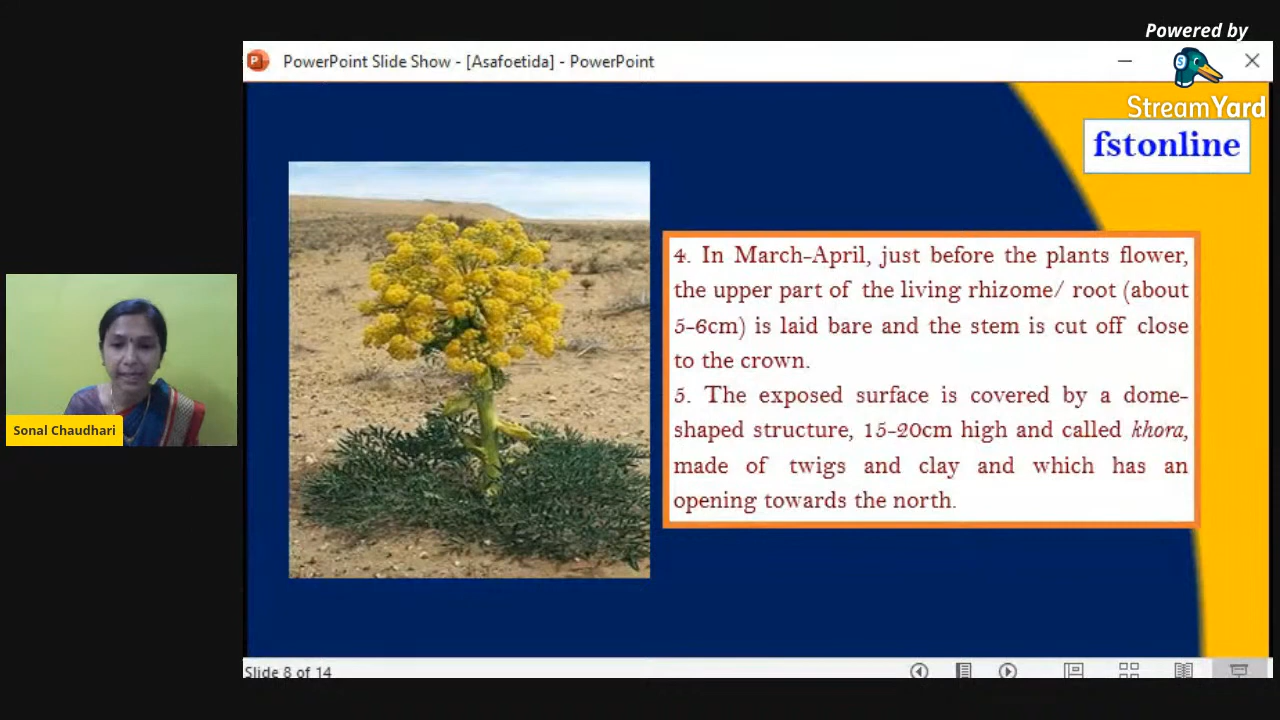 Powered by
PowerPoint Slide Show - [Asafoetida] - PowerPoint
StreamYard
fstonline
4. In March-April, just before the plants flower,
the upper part of the living rhizome/ root (about
5-6cm) is laid bare and the stem is cut off close
to the crown.
5. The exposed surface is covered by a dome-
shaped structure, 15-20cm high and called khora,
made of twigs and clay and which has an
opening towards the north.
Sonal Chaudhari
Slide 8 of 14